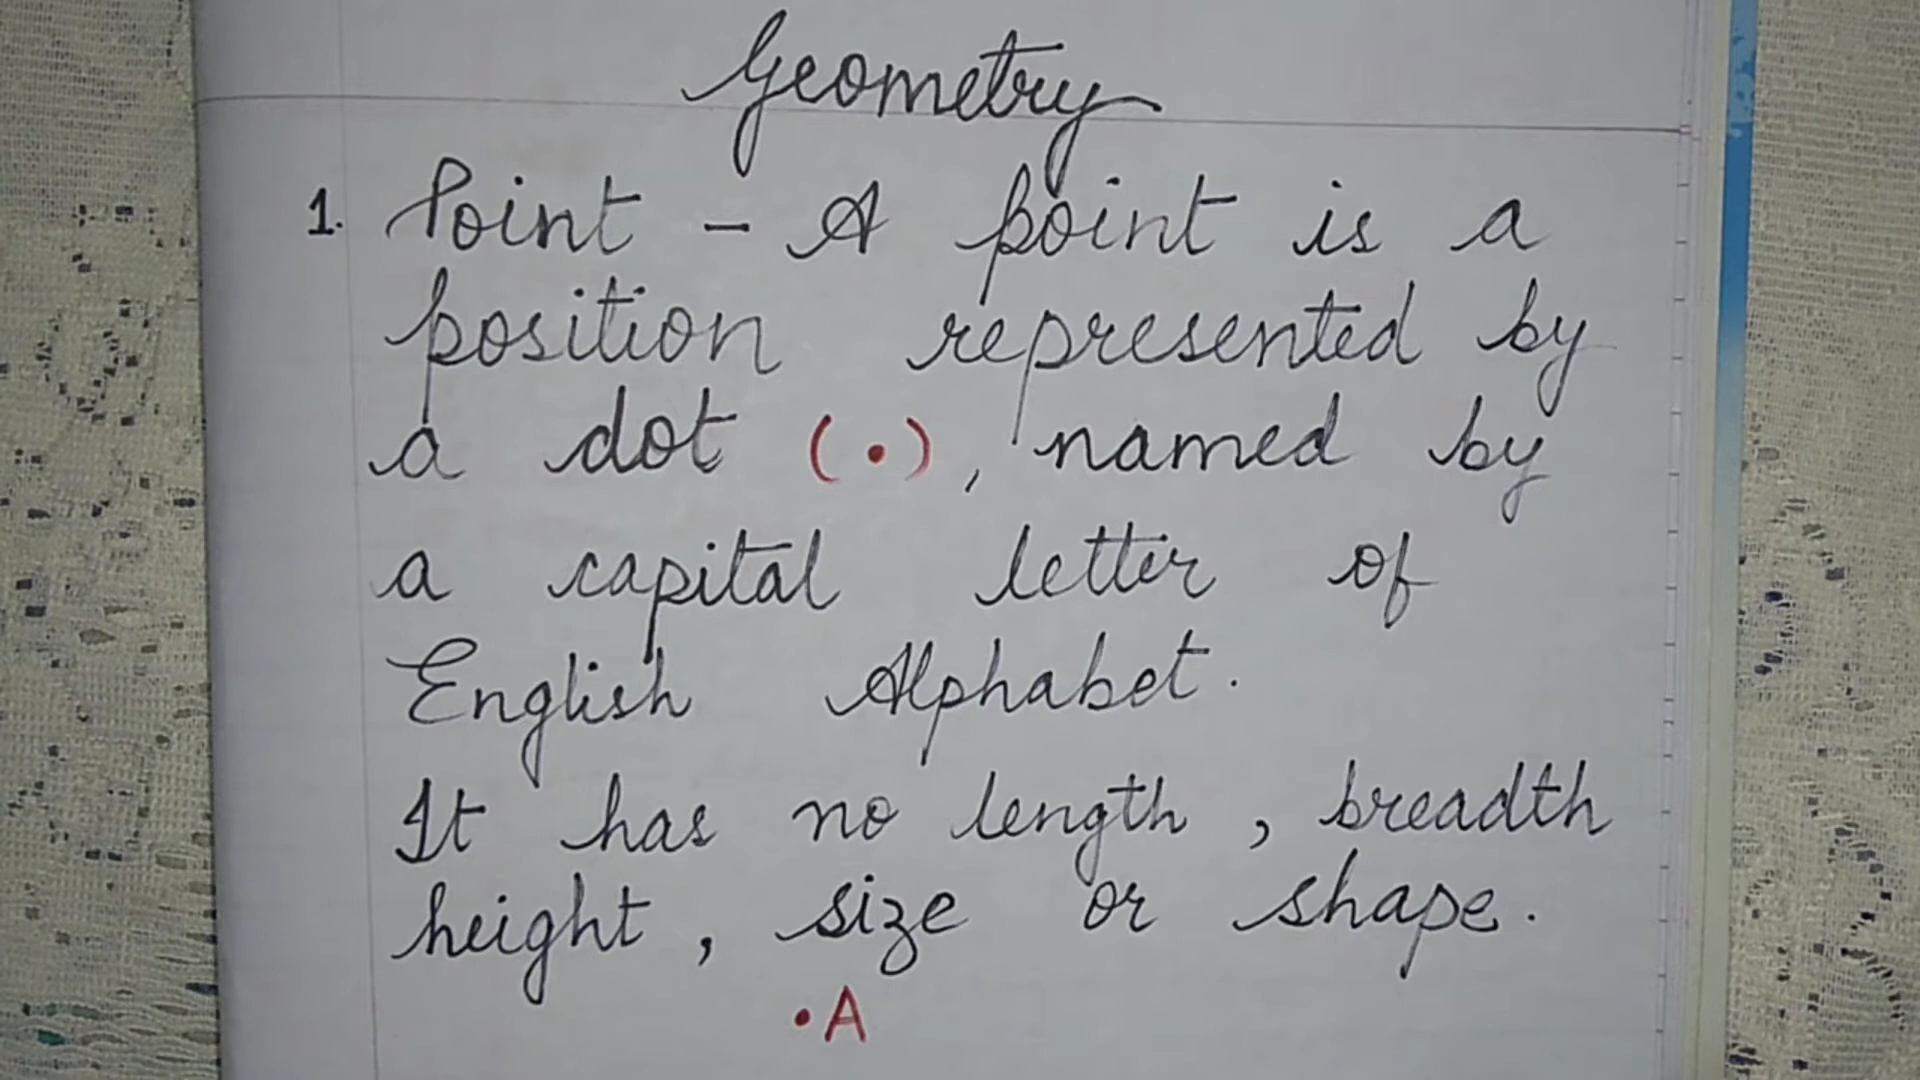 Geometry
1. Point - A point is a
position represented by
a dot (•), named by
a capital letter of
English Alphabet.
It has no length, breadth
height, size or shape.
•A